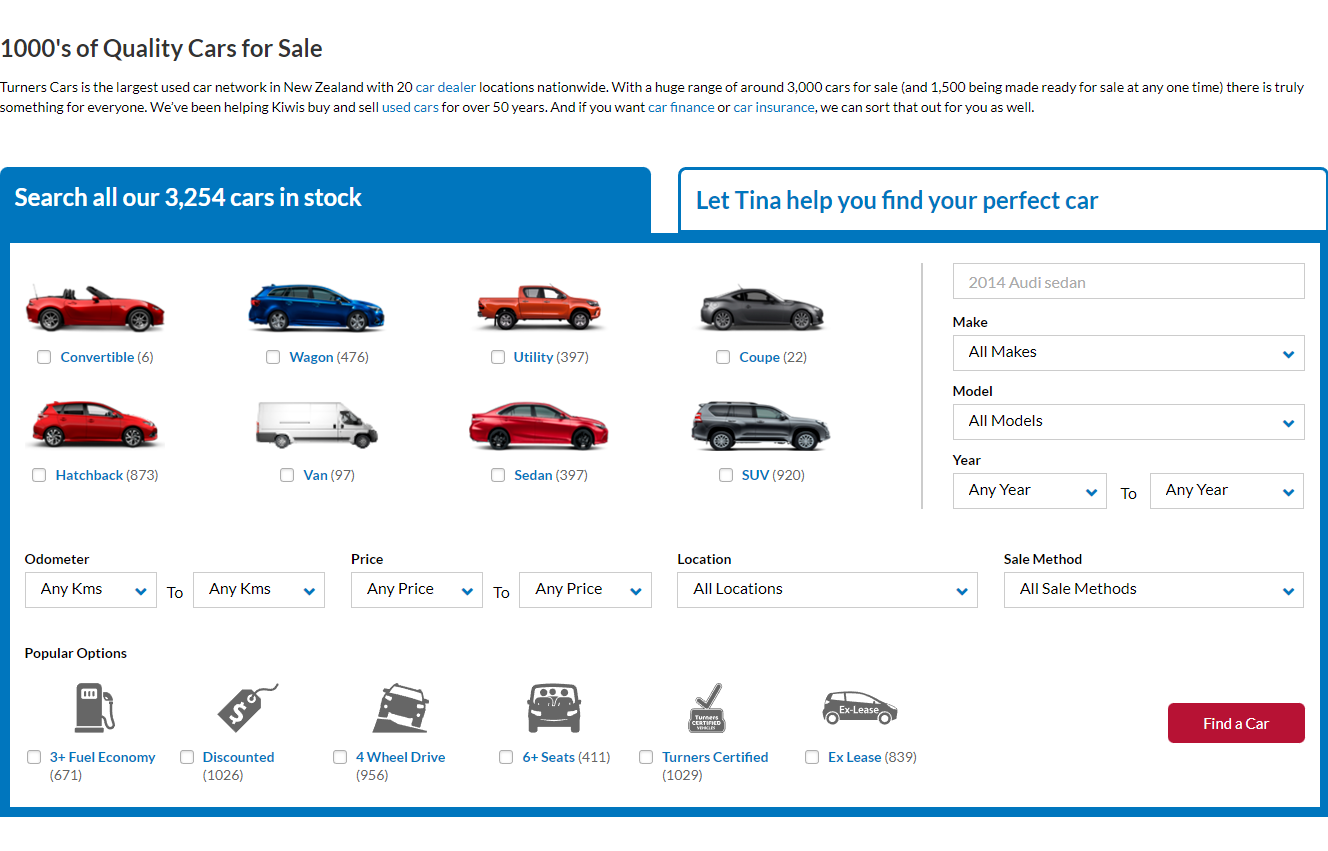 1000's of Quality Cars for Sale
Turners Cars is the largest used car network in New Zealand with 20 car dealer locations nationwide. With a huge range of around 3,000 cars for sale (and 1,500 being made ready for sale at any one time) there is truly
something for everyone. We've been helping Kiwis buy and sell used cars for over 50 years. And if you want car finance or car insurance, we can sort that out for you as well.
Search all our 3,254 cars in stock
Let Tina help you find your perfect car
Convertible (6)
Wagon (476)
Utility (397)
Coupe (22)
Hatchback (873)
Van (97)
Sedan (397)
SUV (920)
2014 Audi sedan
Make
All Makes
Model
All Models
Year
Any Year To Any Year
Odometer
Any Kms To Any Kms
Price
Any Price To Any Price
Location
All Locations
Sale Method
All Sale Methods
Popular Options
$
Turners
CERTIFIED
VEHICLES
Ex-Lease
3+ Fuel Economy
(671)
Discounted
(1026)
4 Wheel Drive
(956)
6+ Seats (411)
Turners Certified
(1029)
Ex Lease (839)
Find a Car